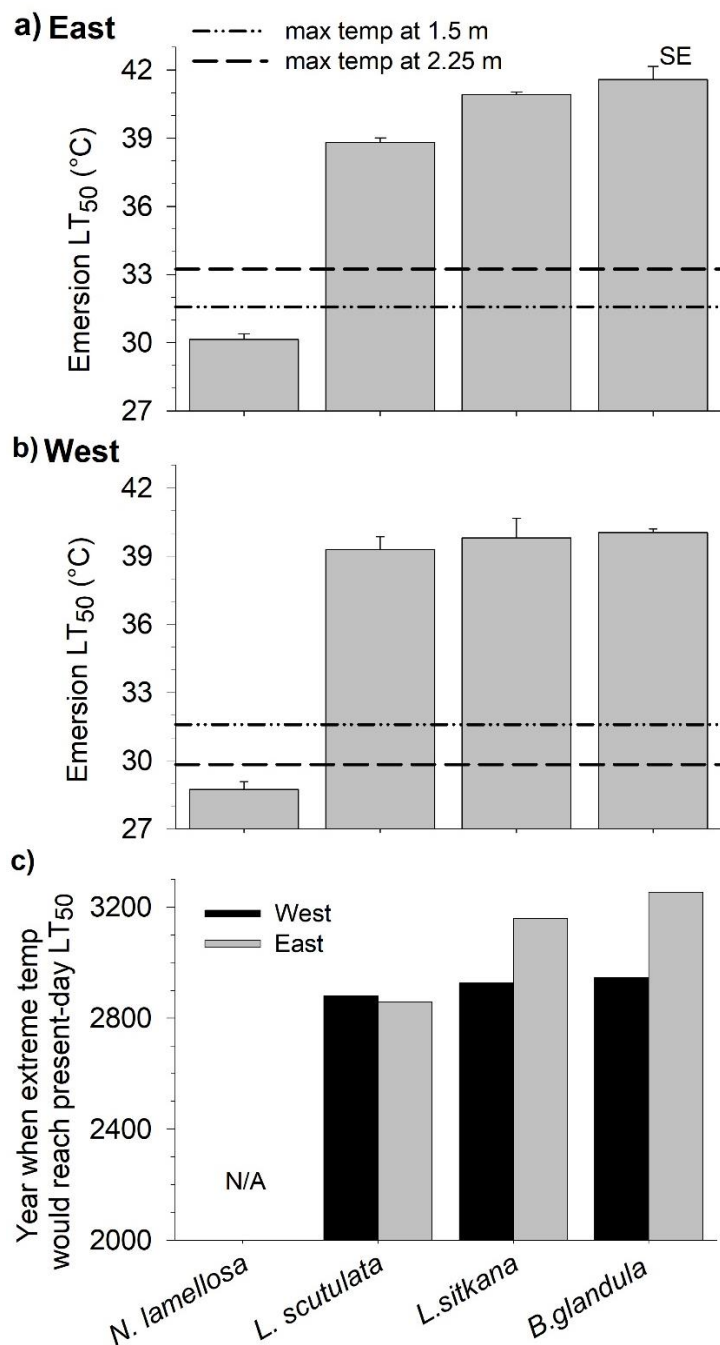 a) East
max temp at 1.5 m
max temp at 2.25 m
SE
42
39
36
33
30
27
Emersion LT50 (°C)
b) West
42
39
36
33
30
27
Emersion LT50 (°C)
c)
West
East
3200
2800
2400
2000
Year when extreme temp
would reach present-day LT50
N/A
N. lamellosa
L. scutulata
L.sitkana
B.glandula